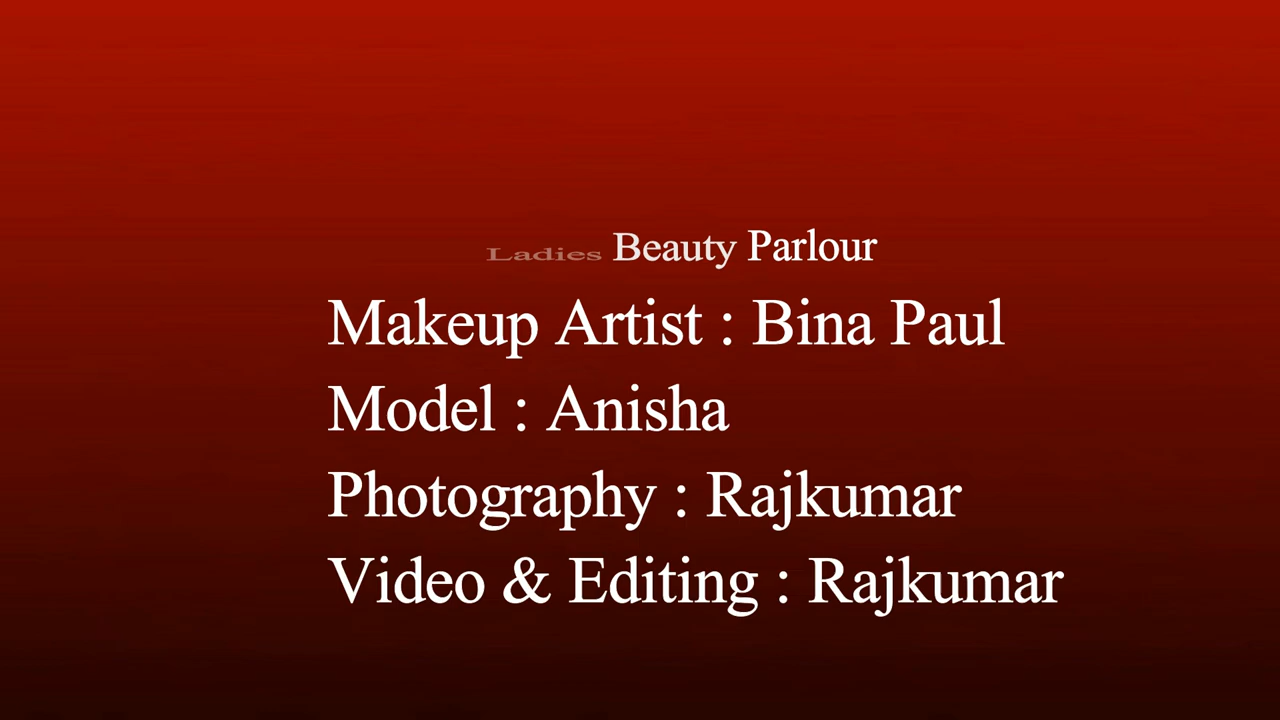 Ladies Beauty Parlour
Makeup Artist : Bina Paul
Model : Anisha
Photography : Rajkumar
Video & Editing : Rajkumar